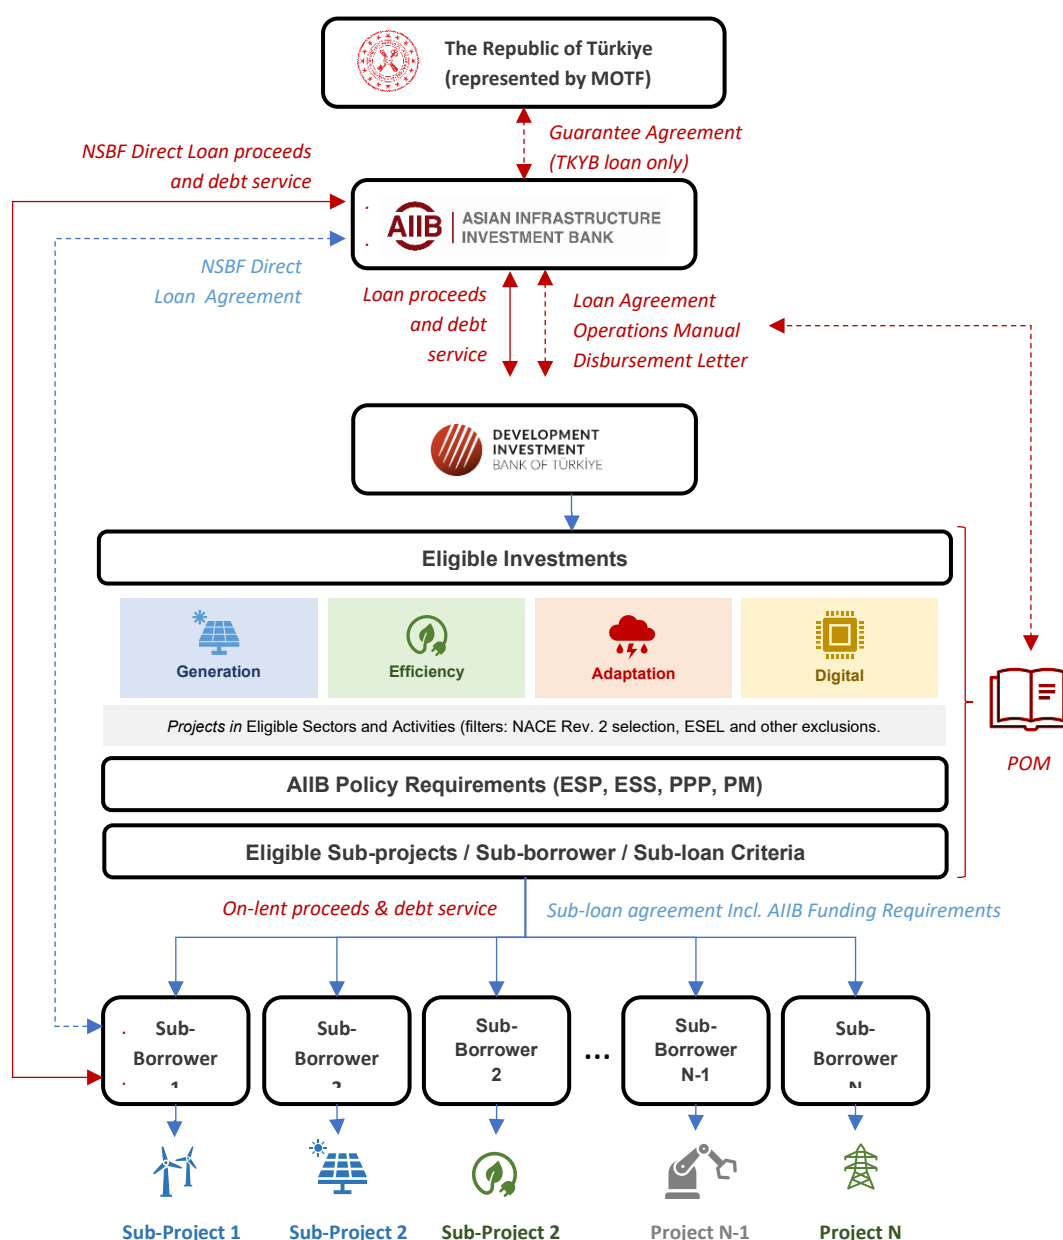 The Republic of Türkiye
(represented by MOTF)
Guarantee Agreement
(TKYB loan only)
NSBF Direct Loan proceeds
and debt service
AIIB
ASIAN INFRASTRUCTURE
INVESTMENT BANK
NSBF Direct
Loan Agreement
Loan proceeds
and debt
service
Loan Agreement
Operations Manual
Disbursement Letter
DEVELOPMENT
INVESTMENT
BANK OF TÜRKİYE
Eligible Investments
Generation
Efficiency
Adaptation
Digital
Projects in Eligible Sectors and Activities (filters: NACE Rev. 2 selection, ESEL and other exclusions.
POM
AIIB Policy Requirements (ESP, ESS, PPP, PM)
Eligible Sub-projects / Sub-borrower / Sub-loan Criteria
On-lent proceeds & debt service
Sub-loan agreement Incl. AIIB Funding Requirements
Sub-
Borrower
1
Sub-
Borrower
2
Sub-
Borrower
2
...
Sub-
Borrower
N-1
Sub-
Borrower
N
Sub-Project 1
Sub-Project 2
Sub-Project 2
Project N-1
Project N